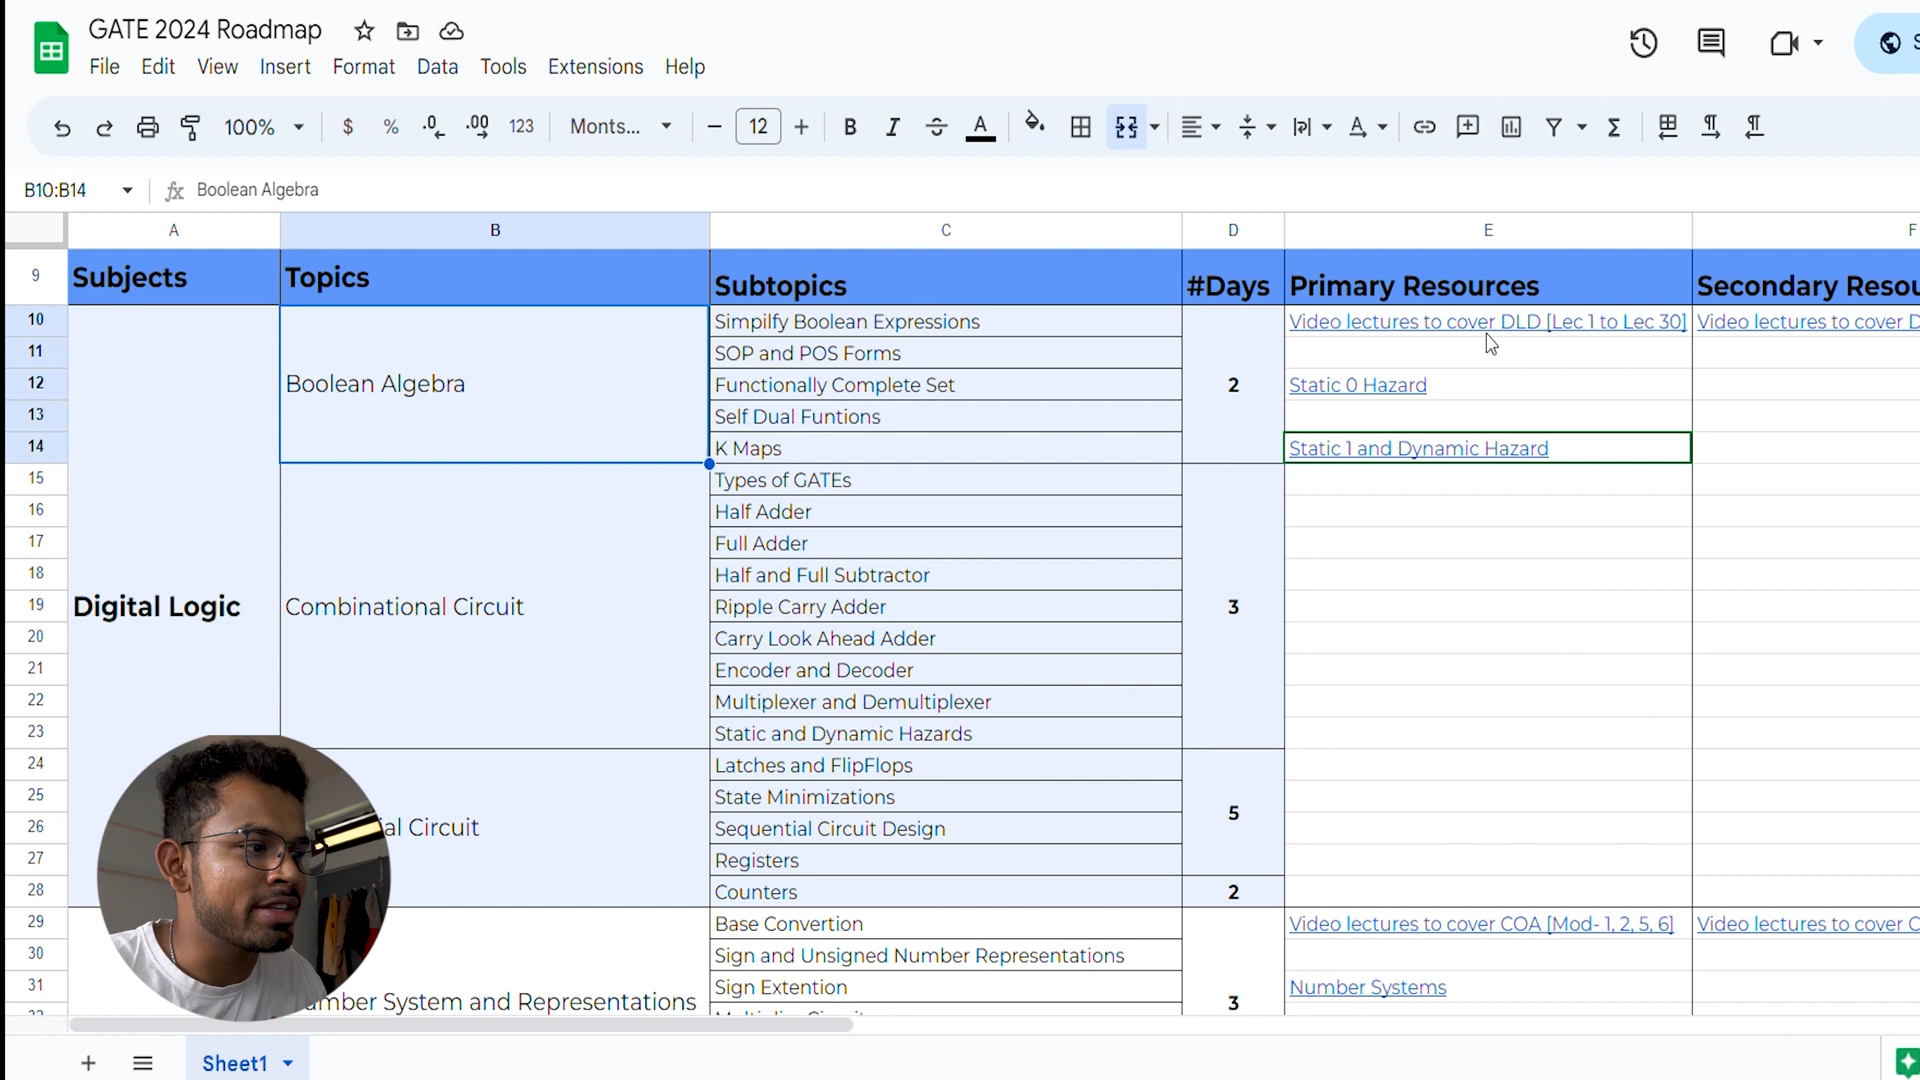 GATE 2024 Roadmap
File Edit View Insert Format Data Tools Extensions Help
100% $ % .0 .00 123 Monts... 12 B I A
B10:B14 fx Boolean Algebra
A B C D E F
9 Subjects Topics Subtopics #Days Primary Resources Secondary
10 Simpilfy Boolean Expressions Video lectures to cover DLD [Lec 1 to Lec 30] Video lectures to cover
11 SOP and POS Forms
12 Boolean Algebra Functionally Complete Set 2 Static 0 Hazard
13 Self Dual Funtions
14 K Maps Static 1 and Dynamic Hazard
15 Types of GATEs
16 Half Adder
17 Full Adder
18 Half and Full Subtractor
19 Digital Logic Combinational Circuit Ripple Carry Adder 3
20 Carry Look Ahead Adder
21 Encoder and Decoder
22 Multiplexer and Demultiplexer
23 Static and Dynamic Hazards
24 Latches and FlipFlops
25 State Minimizations 5
26 Circuit Sequential Circuit Design
27 Registers
28 Counters 2
29 Base Convertion Video lectures to cover COA [Mod- 1, 2, 5, 6] Video lectures to cover
30 Sign and Unsigned Number Representations
31 Sign Extention Number Systems
System and Representations 3
Sheet1